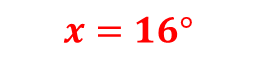 x = 16°